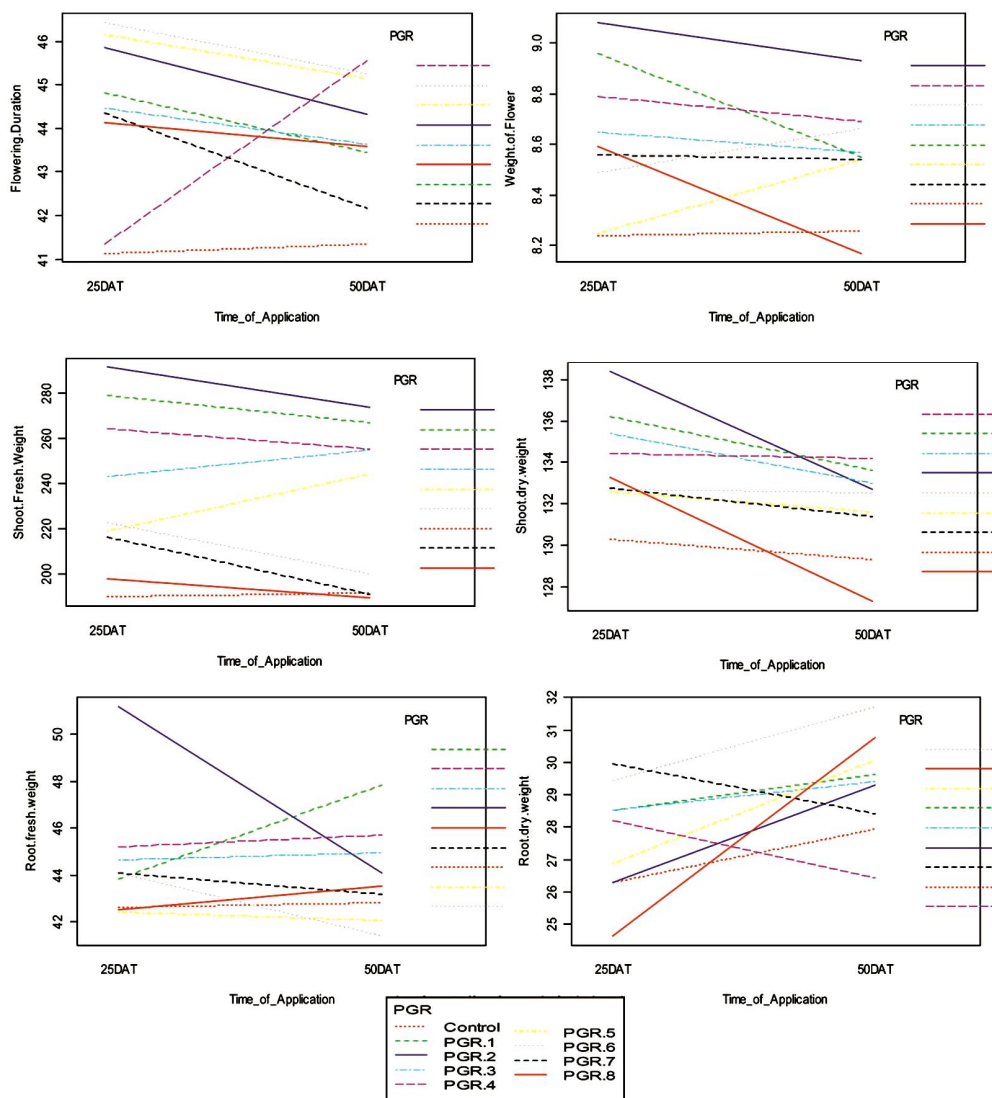 PGR
Flowering.Duration
46
45
44
43
42
41
25DAT
50DAT
Time_of_Application
PGR
Weight.of.Flower
9.0
8.8
8.6
8.4
8.2
25DAT
50DAT
Time_of_Application
PGR
Shoot.Fresh.Weight
280
260
240
220
200
25DAT
50DAT
Time_of_Application
PGR
Shoot.dry.weight
138
136
134
132
130
128
25DAT
50DAT
Time_of_Application
PGR
Root.fresh.weight
50
48
46
44
42
25DAT
50DAT
Time_of_Application
PGR
Root.dry.weight
32
31
30
29
28
27
26
25
25DAT
50DAT
Time_of_Application
PGR
Control
PGR.1
PGR.2
PGR.3
PGR.4
PGR.5
PGR.6
PGR.7
PGR.8